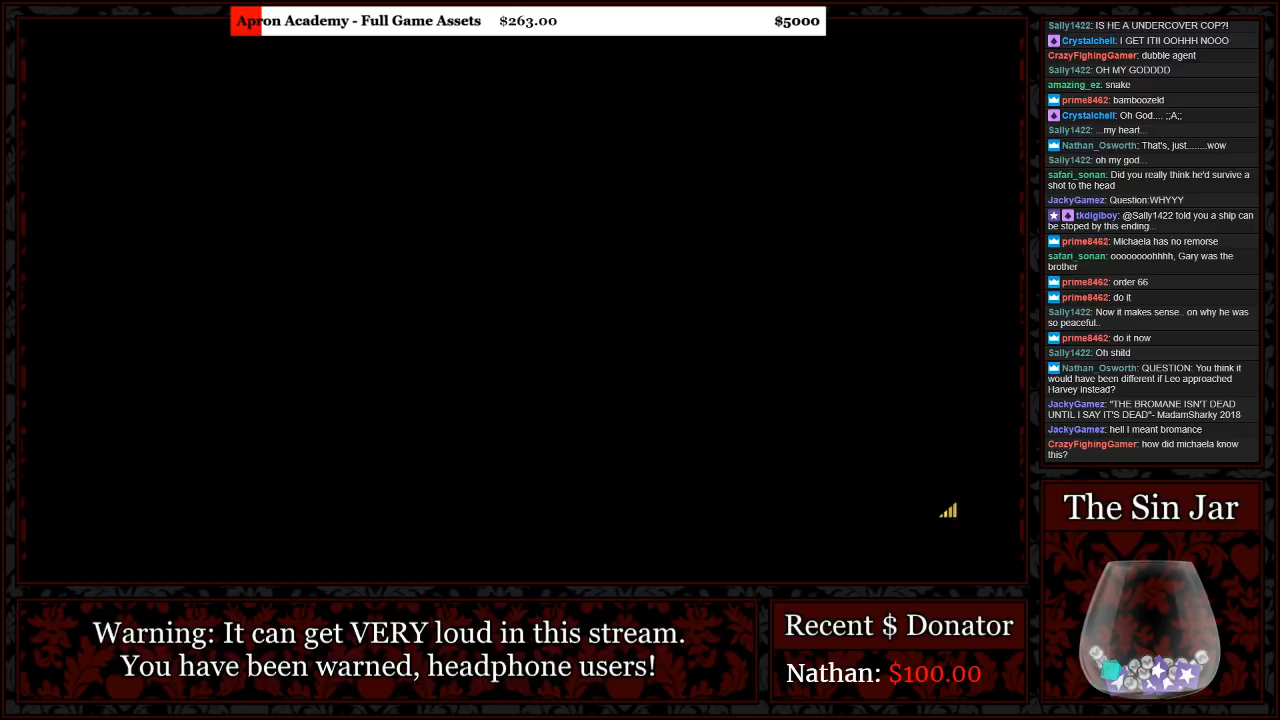 Apron Academy - Full Game Assets $263.00 $5000
Sally1422: IS HE A UNDERCOVER COP?!
Crystalchell: I GET IT!! OOHHH NOOO
CrazyFighingGamer: dubble agent
Sally1422: OH MY GODDDD
amazing_ez: snake
prime8462: bamboozeld
Crystalchell: Oh God.... ;;A;;
Sally1422: ...my heart...
Nathan_Osworth: That's, just........wow
Sally1422: oh my god...
safari_sonan: Did you really think he'd survive a
shot to the head
JackyGamez: Question:WHYYY
tkdigiboy: @Sally1422 told you a ship can
be stoped by this ending...
prime8462: Michaela has no remorse
safari_sonan: oooooooohhhh, Gary was the
brother
prime8462: order 66
prime8462: do it
Sally1422: Now it makes sense.. on why he was
so peaceful..
prime8462: do it now
Sally1422: Oh shild
Nathan_Osworth: QUESTION: You think it
would have been different if Leo approached
Harvey instead?
JackyGamez: "THE BROMANE ISN'T DEAD
UNTIL I SAY IT'S DEAD"- MadamSharky 2018
JackyGamez: hell I meant bromance
CrazyFighingGamer: how did michaela know
this?
The Sin Jar
Warning: It can get VERY loud in this stream.
You have been warned, headphone users!
Recent $ Donator
Nathan: $100.00